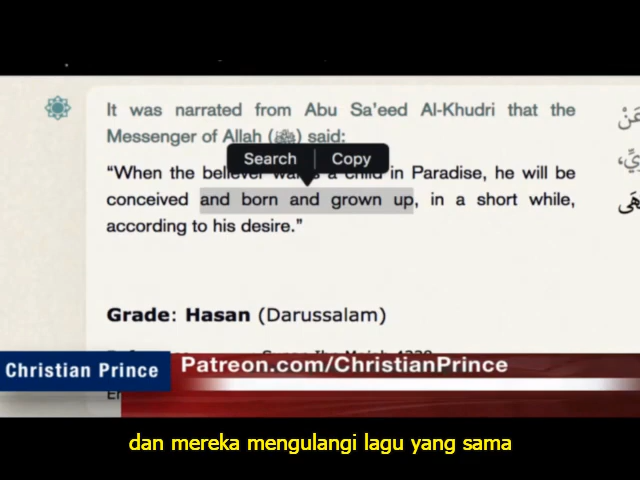 It was narrated from Abu Sa’eed Al-Khudri that the
Messenger of Allah (ﷺ) said:
Search Copy
“When the believer wants a child in Paradise, he will be
conceived and born and grown up, in a short while,
according to his desire.”
Grade: Hasan (Darussalam)
Christian Prince
Patreon.com/ChristianPrince
dan mereka mengulangi lagu yang sama